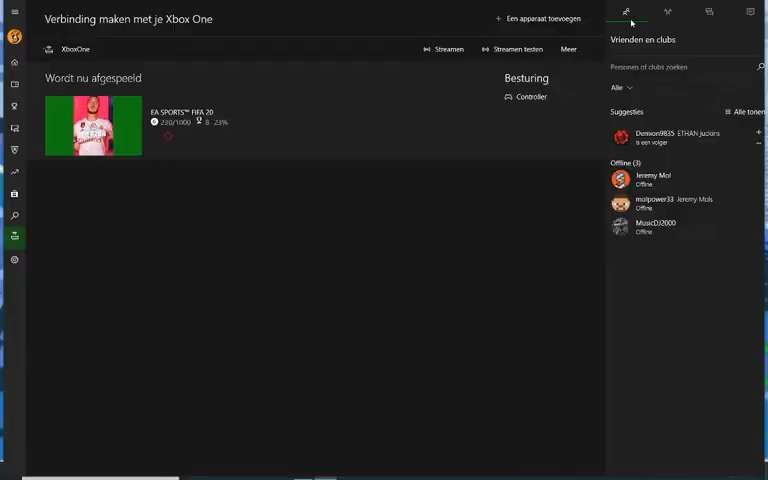 Verbinding maken met je Xbox One
Een apparaat toevoegen
XboxOne
Streamen
Streamen testen
Meer
Wordt nu afgespeeld
EA SPORTS™ FIFA 20
230/1000 8 23%
Besturing
Controller
Vrienden en clubs
Personen of clubs zoeken
Alle
Suggesties
Alle tonen
Demion9835 ETHAN juckins
Is een volger
Offline (3)
Jeremy Mol
Offline
molpower33 Jeremy Mols
Offline
MusicDJ2000
Offline